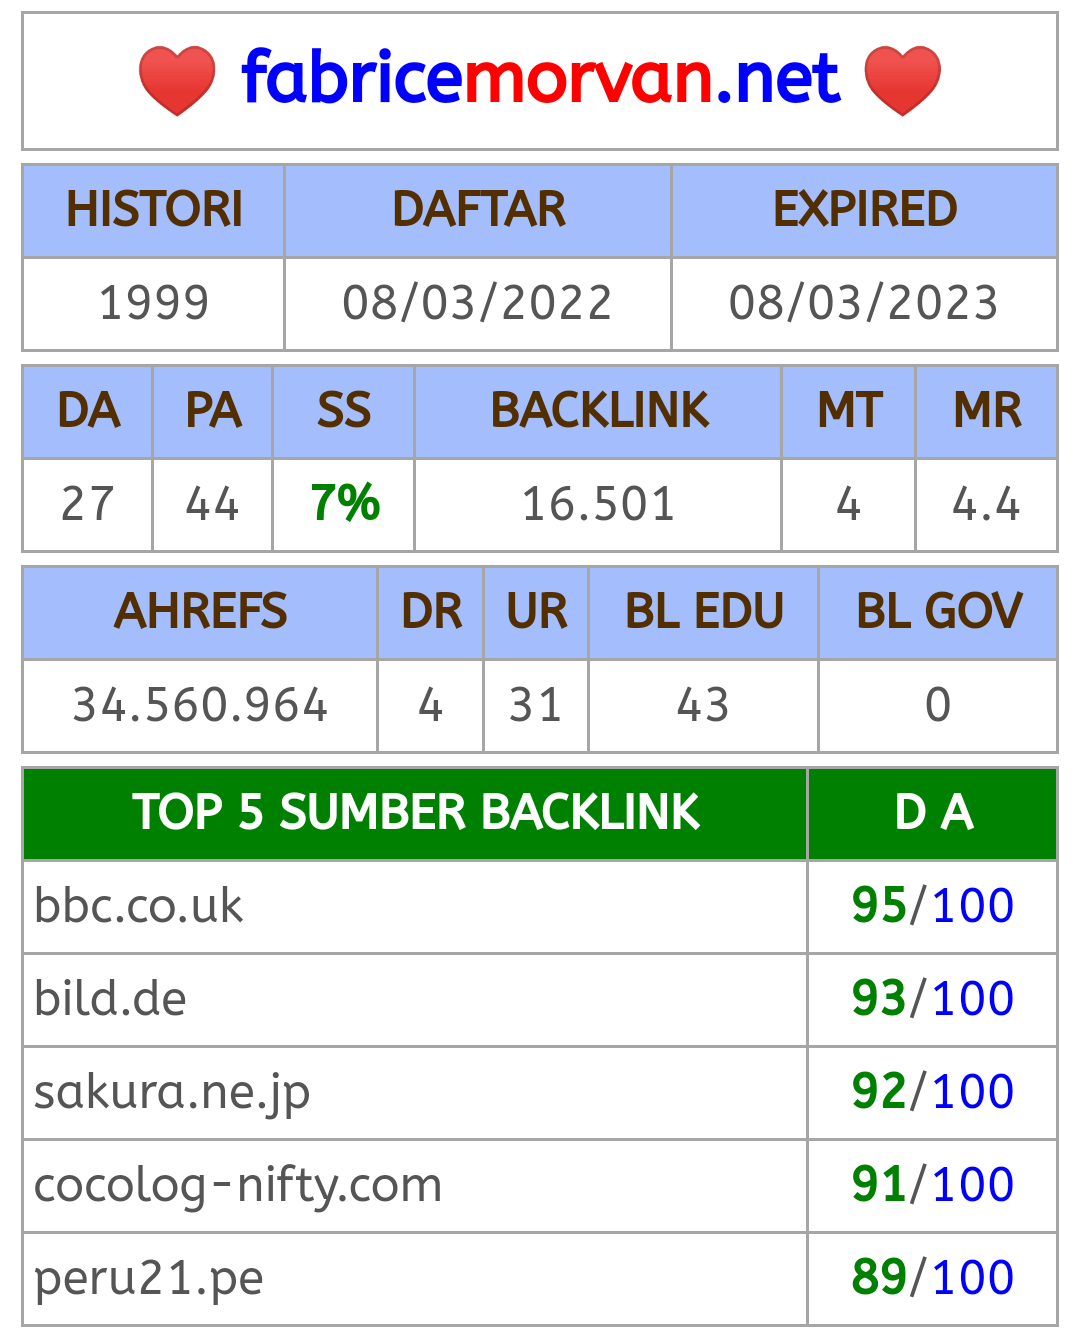 fabricemorvan.net
HISTORI DAFTAR EXPIRED
1999 08/03/2022 08/03/2023
DA PA SS BACKLINK MT MR
27 44 7% 16.501 4 4.4
AHREFS DR UR BL EDU BL GOV
34.560.964 4 31 43 0
TOP 5 SUMBER BACKLINK D A
bbc.co.uk 95/100
bild.de 93/100
sakura.ne.jp 92/100
cocolog-nifty.com 91/100
peru21.pe 89/100